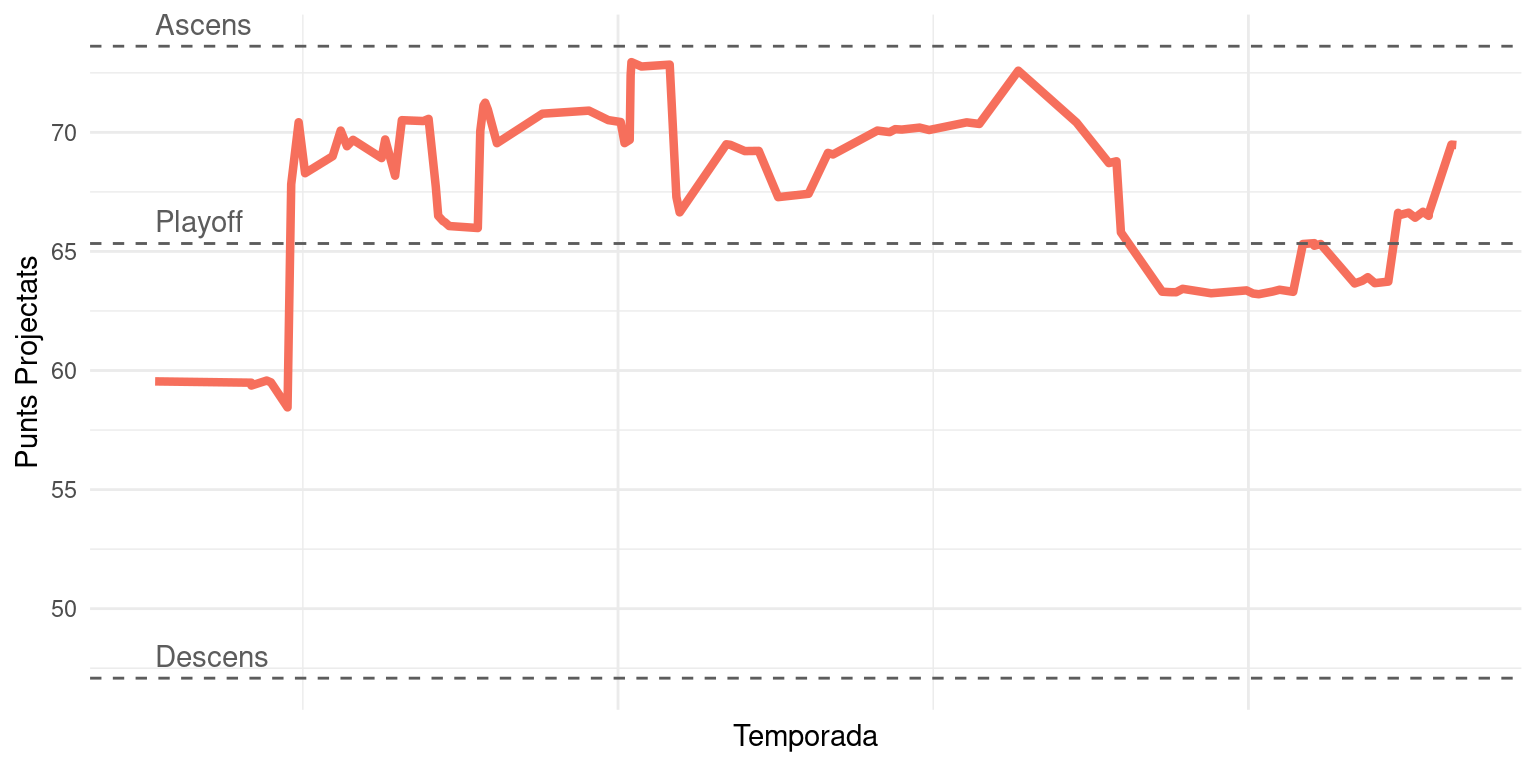 Ascens
70
Playoff
65
60
55
50
Descens
Punts Projectats
Temporada